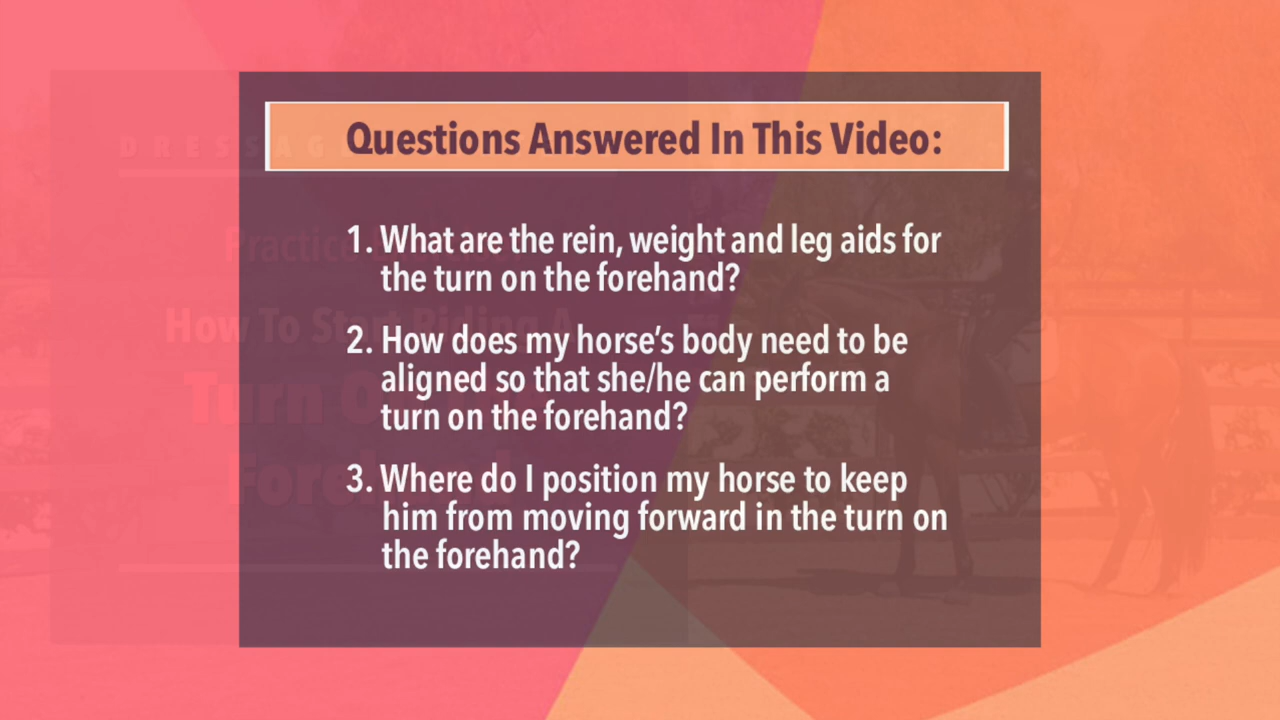 Questions Answered In This Video:
1. What are the rein, weight and leg aids for
the turn on the forehand?
2. How does my horse's body need to be
aligned so that she/he can perform a
turn on the forehand?
3. Where do I position my horse to keep
him from moving forward in the turn on
the forehand?